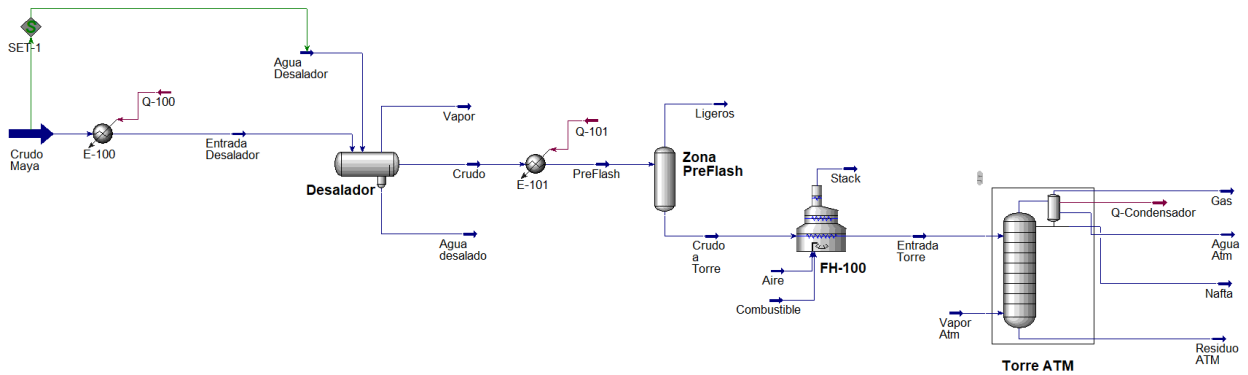 S
SET-1
Crudo
Maya
Q-100
E-100
Entrada
Desalador
Agua
Desalador
Vapor
Desalador
Crudo
Agua
desalado
Q-101
E-101
PreFlash
Ligeros
Zona
PreFlash
Crudo
a
Torre
Stack
FH-100
Aire
Combustible
Entrada
Torre
Vapor
Atm
Gas
Q-Condensador
Agua
Atm
Nafta
Residuo
ATM
Torre ATM